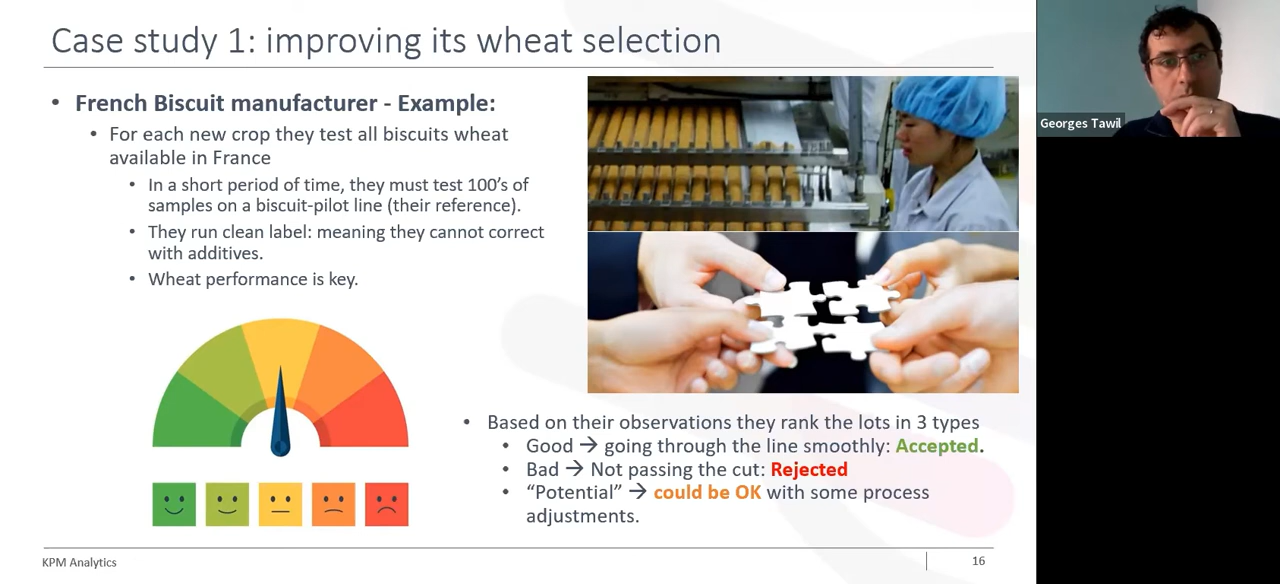 Case study 1: improving its wheat selection
• French Biscuit manufacturer - Example:
• For each new crop they test all biscuits wheat
available in France
• In a short period of time, they must test 100’s of
samples on a biscuit-pilot line (their reference).
• They run clean label: meaning they cannot correct
with additives.
• Wheat performance is key.
• Based on their observations they rank the lots in 3 types
• Good → going through the line smoothly: Accepted.
• Bad → Not passing the cut: Rejected
• “Potential” → could be OK with some process
adjustments.
KPM Analytics
16
Georges Tawil